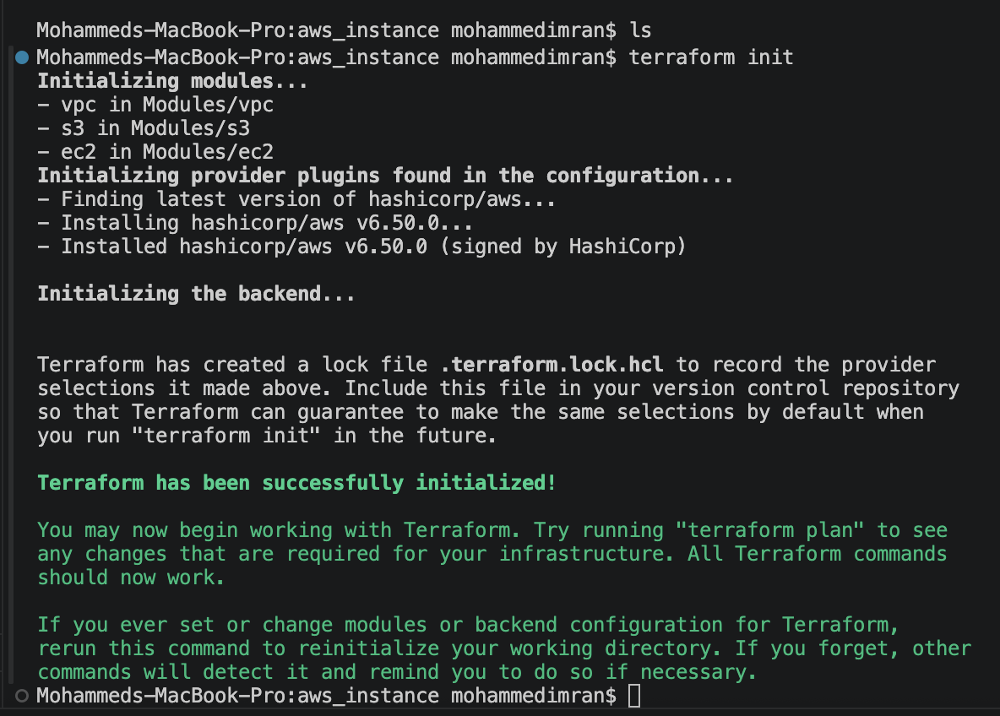 Mohammeds-MacBook-Pro:aws_instance mohammedimran$ ls
Mohammeds-MacBook-Pro:aws_instance mohammedimran$ terraform init
Initializing modules...
- vpc in Modules/vpc
- s3 in Modules/s3
- ec2 in Modules/ec2
Initializing provider plugins found in the configuration...
- Finding latest version of hashicorp/aws...
- Installing hashicorp/aws v6.50.0...
- Installed hashicorp/aws v6.50.0 (signed by HashiCorp)
Initializing the backend...
Terraform has created a lock file .terraform.lock.hcl to record the provider
selections it made above. Include this file in your version control repository
so that Terraform can guarantee to make the same selections by default when
you run "terraform init" in the future.
Terraform has been successfully initialized!
You may now begin working with Terraform. Try running "terraform plan" to see
any changes that are required for your infrastructure. All Terraform commands
should now work.
If you ever set or change modules or backend configuration for Terraform,
rerun this command to reinitialize your working directory. If you forget, other
commands will detect it and remind you to do so if necessary.
Mohammeds-MacBook-Pro:aws_instance mohammedimran$